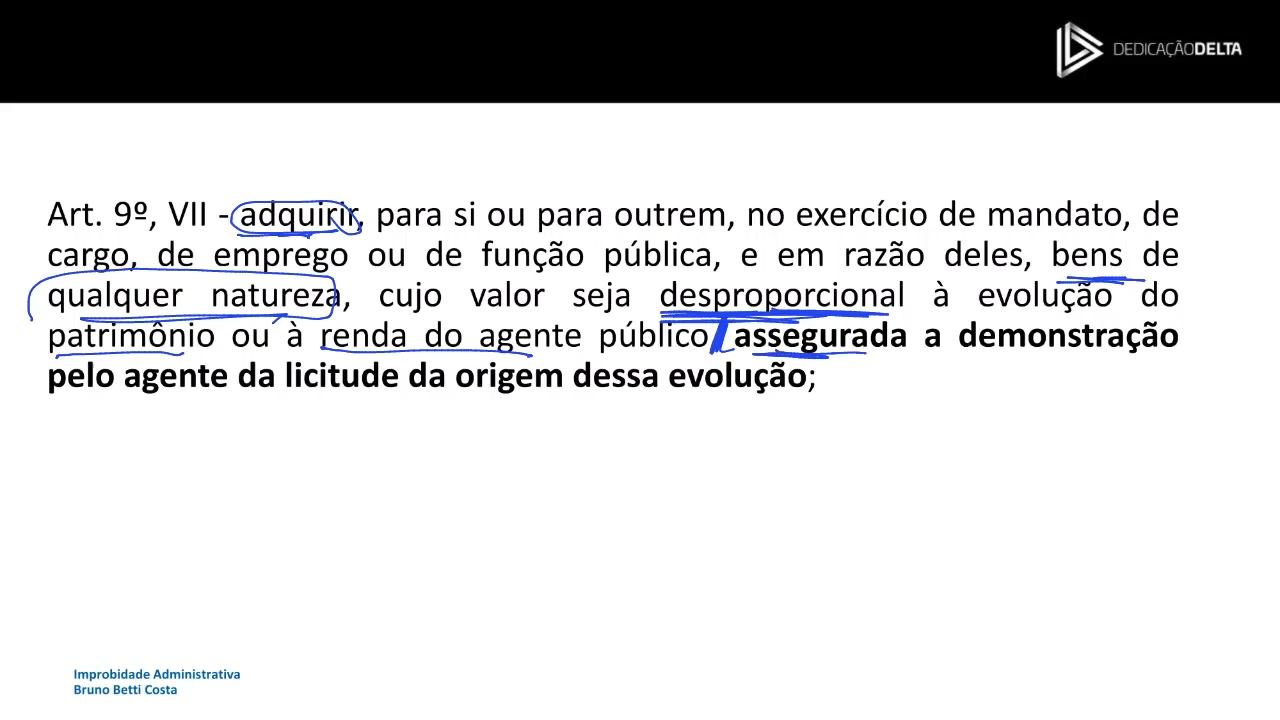 DEDICAÇÃODELTA
Art. 9º, VII - adquirir, para si ou para outrem, no exercício de mandato, de
cargo, de emprego ou de função pública, e em razão deles, bens de
qualquer natureza, cujo valor seja desproporcional à evolução do
patrimônio ou à renda do agente público assegurada a demonstração
pelo agente da licitude da origem dessa evolução;
Improbidade Administrativa
Bruno Betti Costa